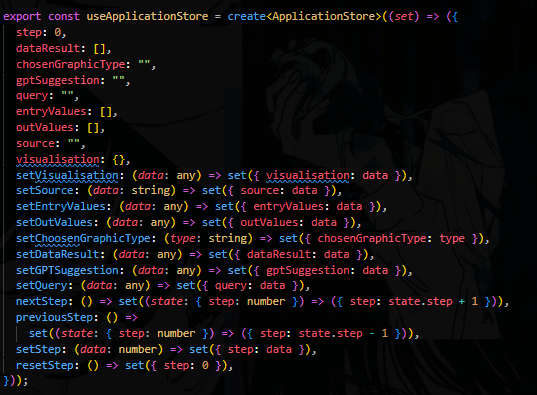 export const useApplicationStore = create<ApplicationStore>((set) => ({
  step: 0,
  dataResult: [],
  chosenGraphicType: "",
  gptSuggestion: "",
  query: "",
  entryValues: [],
  outValues: [],
  source: "",
  visualisation: {},
  setVisualisation: (data: any) => set({ visualisation: data }),
  setSource: (data: string) => set({ source: data }),
  setEntryValues: (data: any) => set({ entryValues: data }),
  setOutValues: (data: any) => set({ outValues: data }),
  setChoosenGraphicType: (type: string) => set({ chosenGraphicType: type }),
  setDataResult: (data: any) => set({ dataResult: data }),
  setGPTSuggestion: (data: any) => set({ gptSuggestion: data }),
  setQuery: (data: any) => set({ query: data }),
  nextStep: () => set((state: { step: number }) => ({ step: state.step + 1 })),
  previousStep: () =>
    set((state: { step: number }) => ({ step: state.step - 1 })),
  setStep: (data: number) => set({ step: data }),
  resetStep: () => set({ step: 0 }),
}));